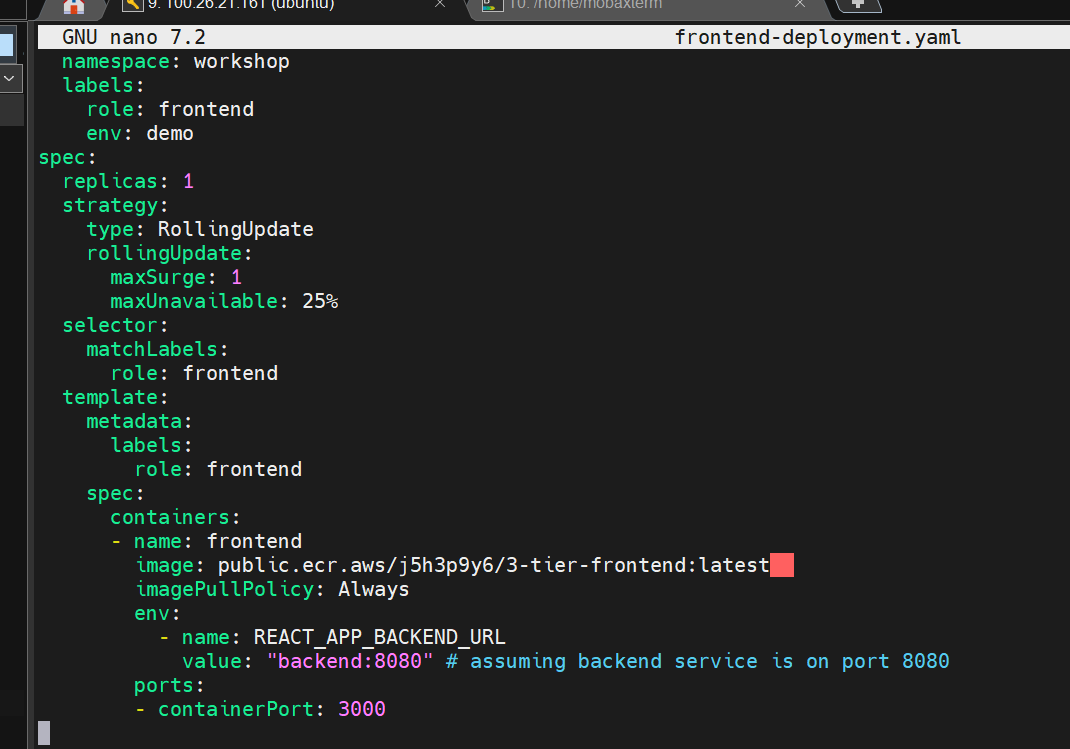 9. 100.26.21.161 (ubuntu)
10. /home/mobaxterm
GNU nano 7.2 frontend-deployment.yaml
namespace: workshop
labels:
role: frontend
env: demo
spec:
replicas: 1
strategy:
type: RollingUpdate
rollingUpdate:
maxSurge: 1
maxUnavailable: 25%
selector:
matchLabels:
role: frontend
template:
metadata:
labels:
role: frontend
spec:
containers:
- name: frontend
image: public.ecr.aws/j5h3p9y6/3-tier-frontend:latest
imagePullPolicy: Always
env:
- name: REACT_APP_BACKEND_URL
value: "backend:8080" # assuming backend service is on port 8080
ports:
- containerPort: 3000